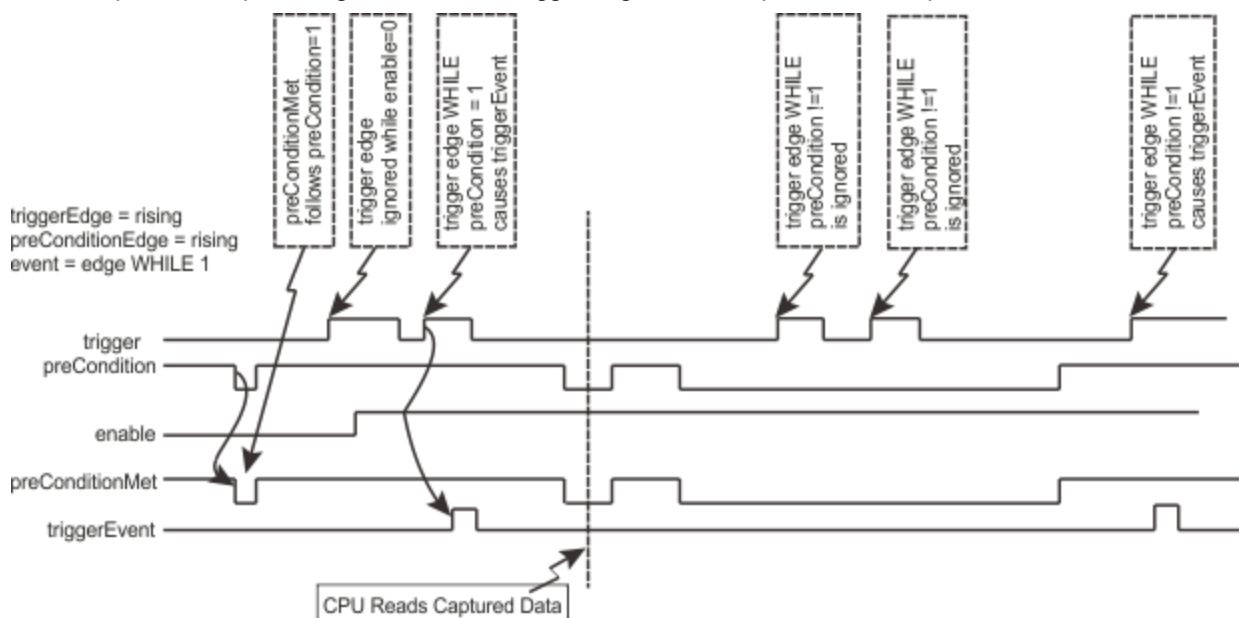 preConditionMet
follows preCondition=1
trigger edge
ignored while enable=0
trigger edge WHILE
preCondition = 1
causes triggerEvent
trigger edge WHILE
preCondition !=1
is ignored
trigger edge WHILE
preCondition !=1
is ignored
trigger edge WHILE
preCondition !=1
causes triggerEvent
triggerEdge = rising
preConditionEdge = rising
event = edge WHILE 1
trigger
preCondition
enable
preConditionMet
triggerEvent
CPU Reads Captured Data